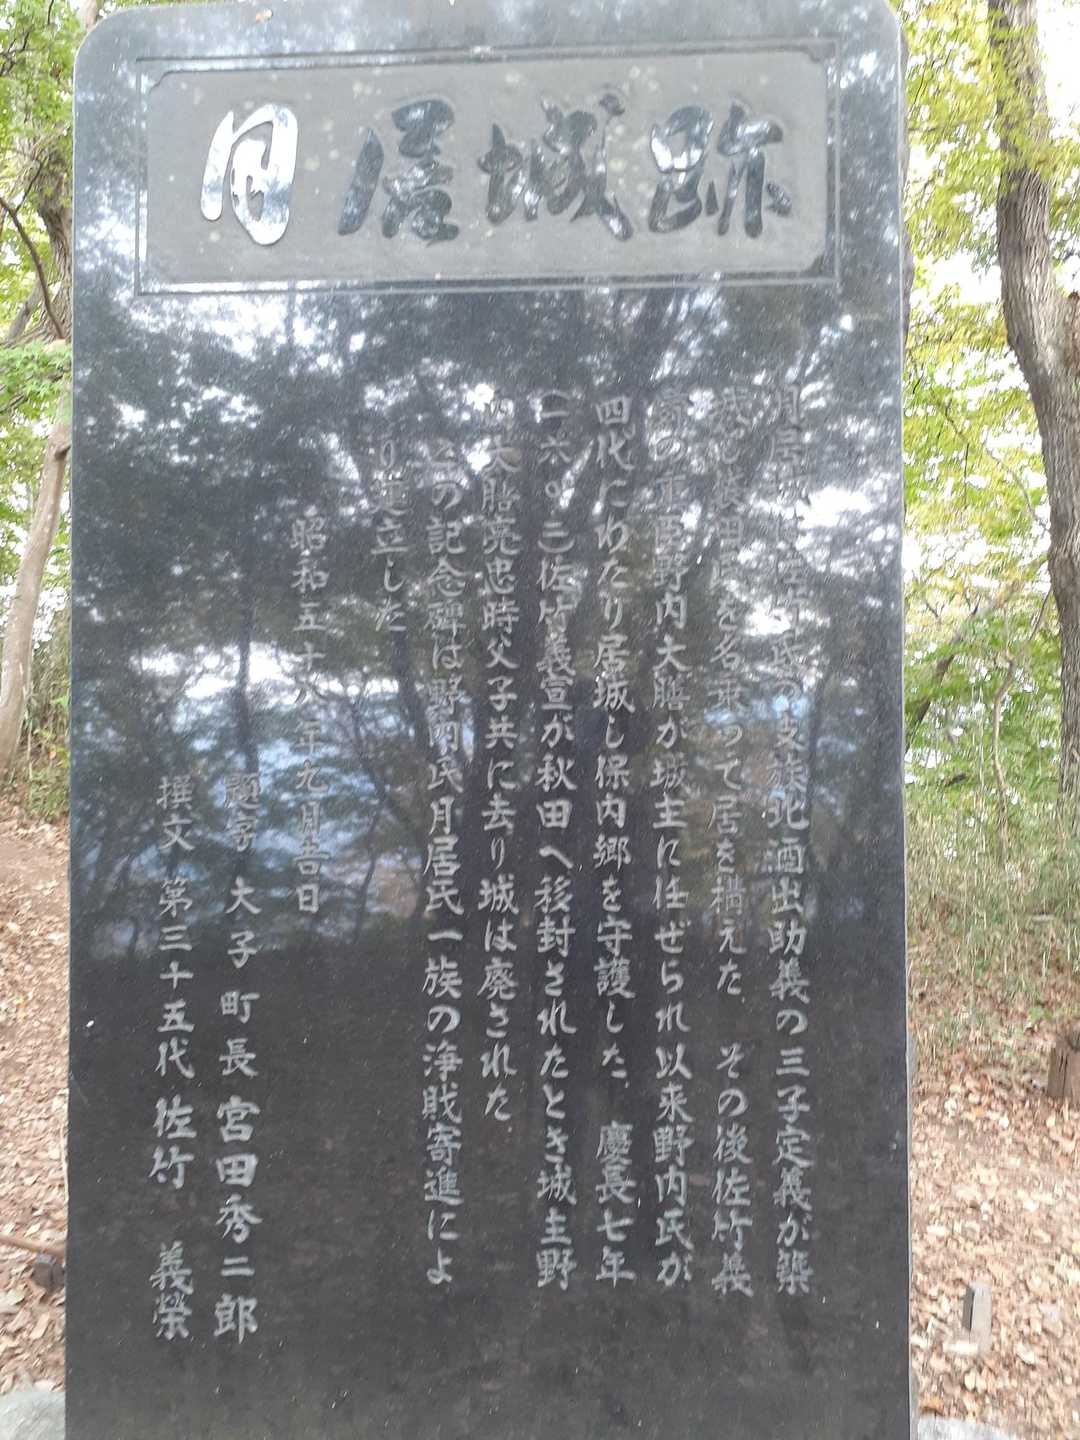 月居城跡
月居城は佐竹氏の支族北酒出助義の三子定義が築
城し袋田氏を名乗って居を構えた その後佐竹義
の重臣野内大膳が城主に任ぜられ以来野内氏が
四代にわたり居城し保内郷を守護した 慶長七年
一六〇二佐竹義宣が秋田へ移封されたとき城主野
内大膳亮忠時父子共に去り城は廃された
この記念碑は野内氏月居氏一族の浄財寄進によ
り建立した
昭和五十八年九月吉日
題字 大子町長 宮田秀二郎
撰文 第三十五代 佐竹 義榮